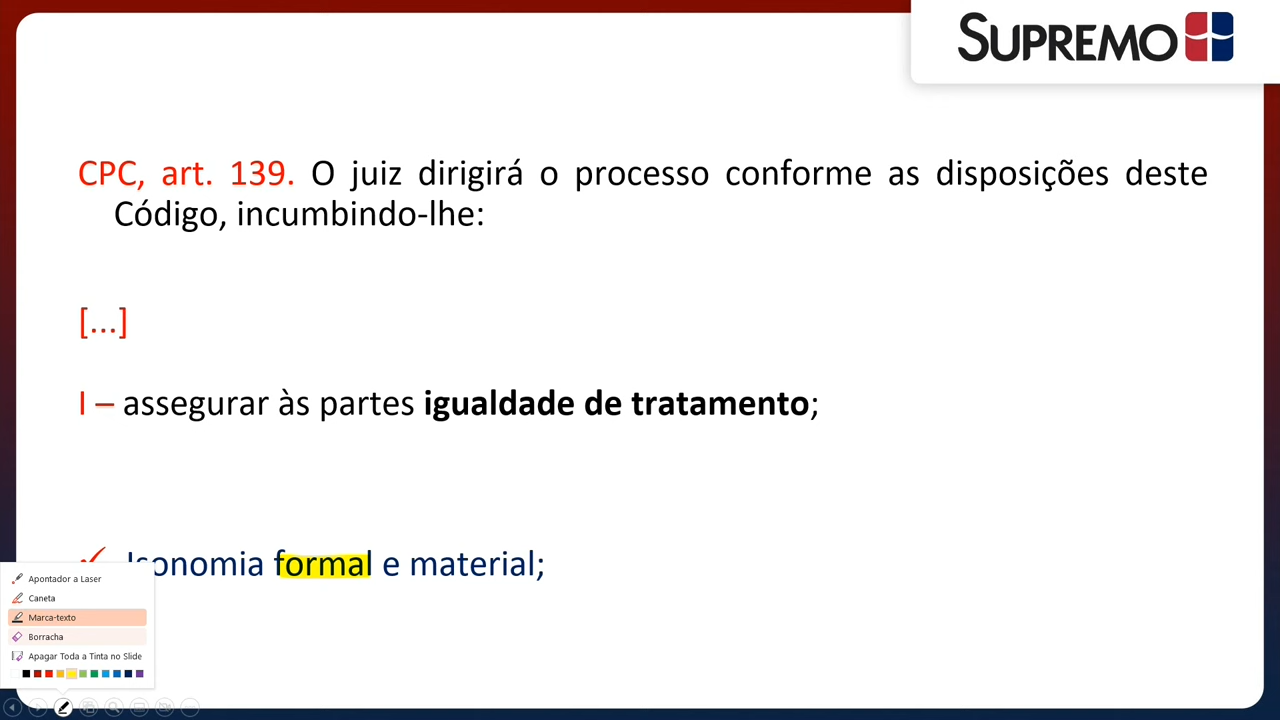 SUPREMO
CPC, art. 139. O juiz dirigirá o processo conforme as disposições deste
Código, incumbindo-lhe:
[...]
I – assegurar às partes igualdade de tratamento;
✓ Isonomia formal e material;
Apontador a Laser
Caneta
Marca-texto
Borracha
Apagar Toda a Tinta no Slide